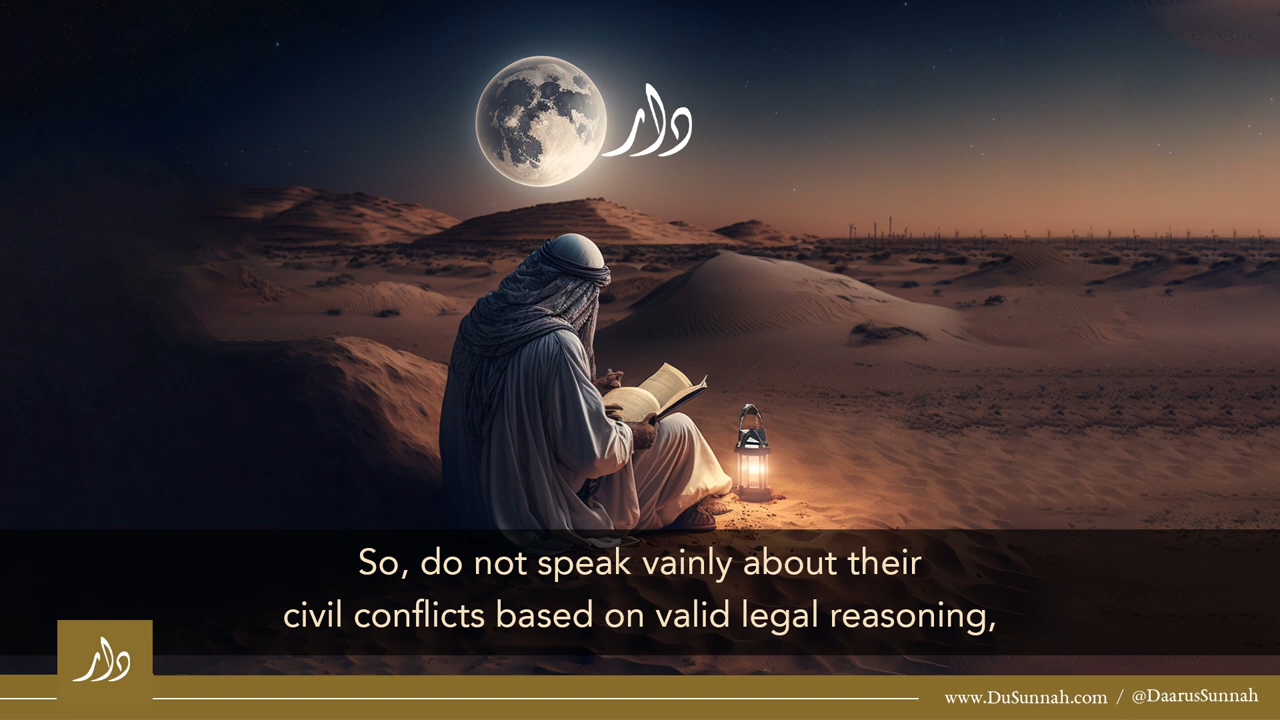 دار
So, do not speak vainly about their
civil conflicts based on valid legal reasoning,
دار
www.DuSunnah.com / @DaarusSunnah